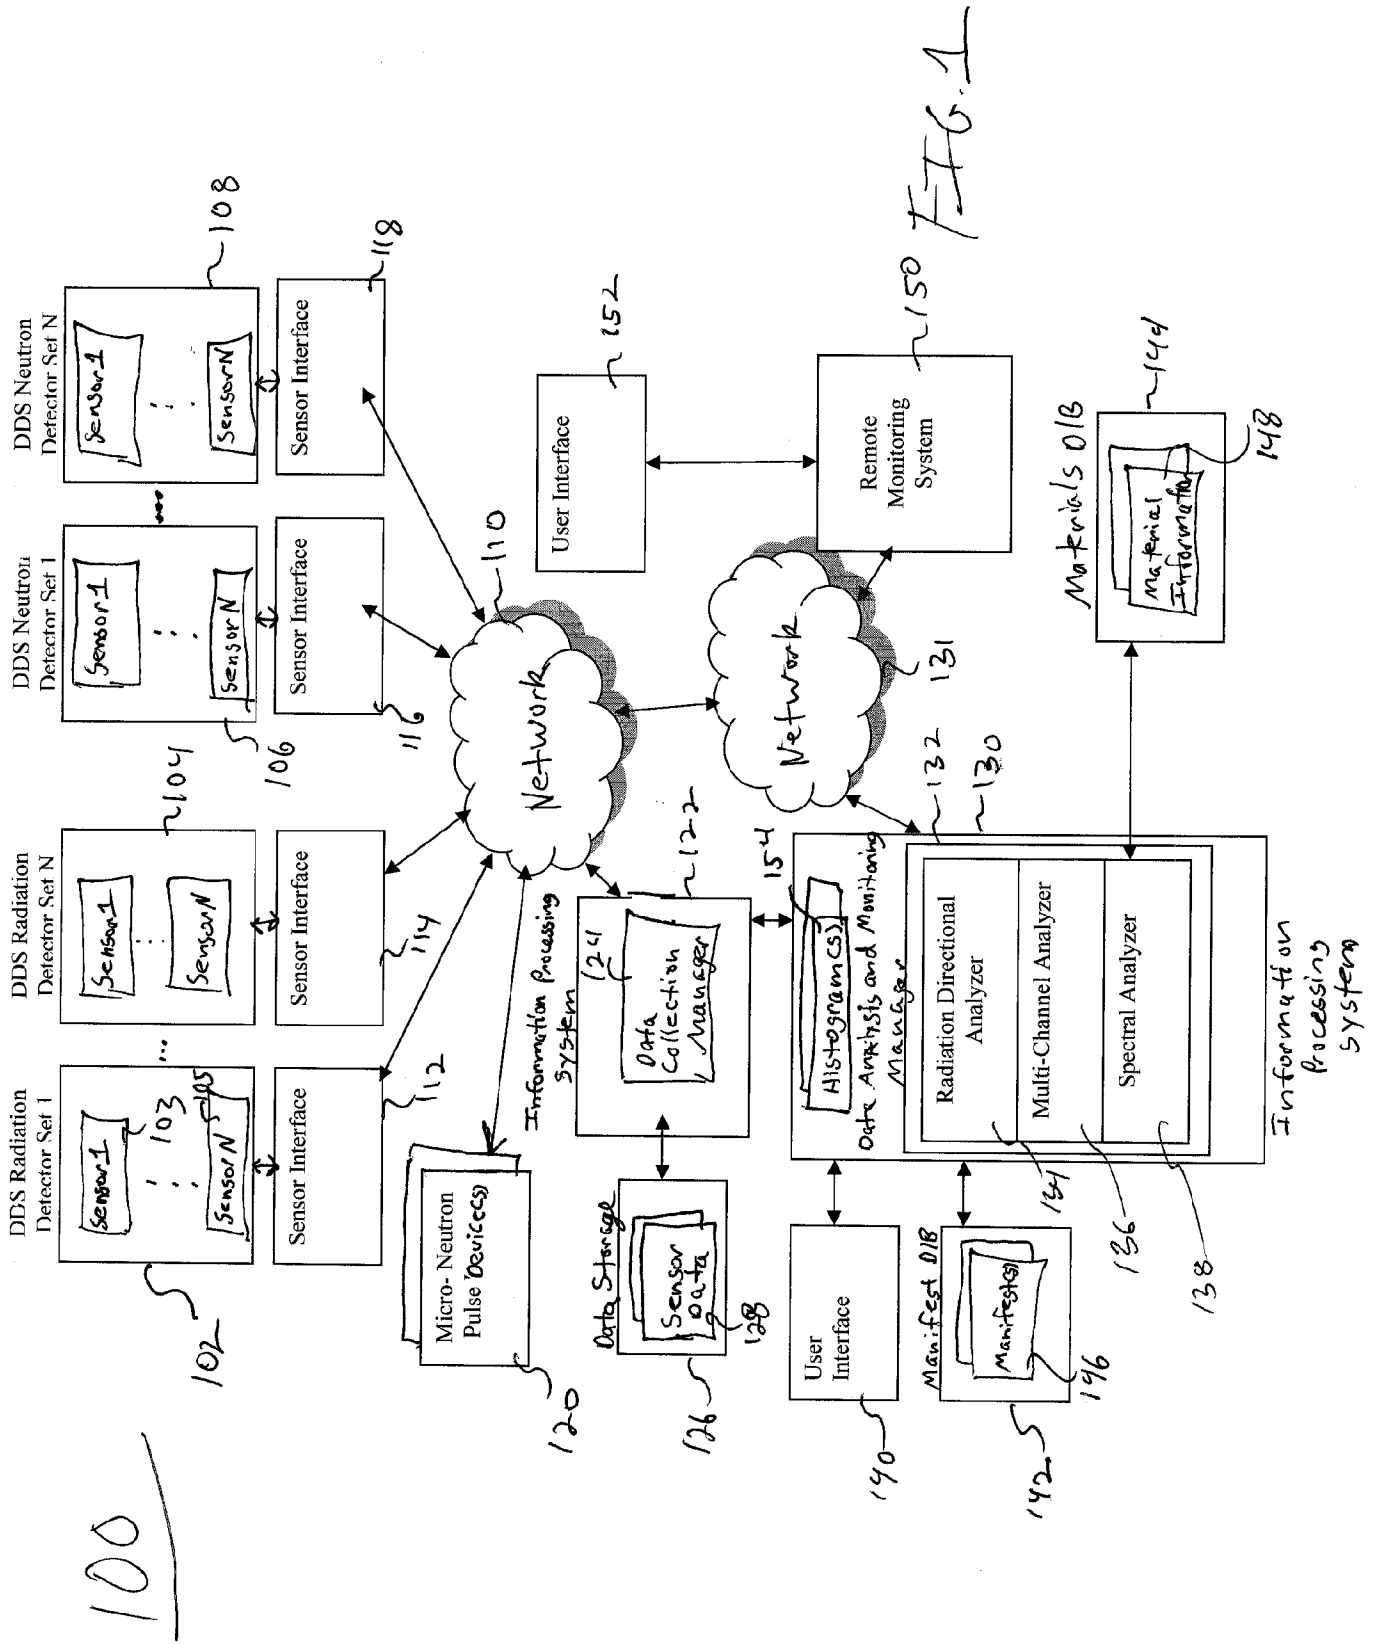 100
DDS Radiation
Detector Set 1
Sensor 1
103
Sensor N
105
102
...
DDS Radiation
Detector Set N
Sensor 1
Sensor N
104
DDS Neutron
Detector Set 1
Sensor 1
Sensor N
106
...
DDS Neutron
Detector Set N
Sensor 1
Sensor N
108
Sensor Interface
112
Sensor Interface
114
Sensor Interface
116
Sensor Interface
118
Micro- Neutron
Pulse Device(s)
120
Network
110
Information Processing
System
124
Data
Collection
Manager
122
Data Storage
Sensor
Data
128
126
User Interface
152
Network
131
Remote
Monitoring
System
150
154
Histogram(s)
Data Analysis and Monitoring
Manager
132
130
Radiation Directional
Analyzer
134
Multi-Channel Analyzer
136
Spectral Analyzer
138
Information
Processing
System
User
Interface
140
Manifest D/B
Manifest(s)
146
142
Materials D/B
144
Material
Information
148
FIG. 1